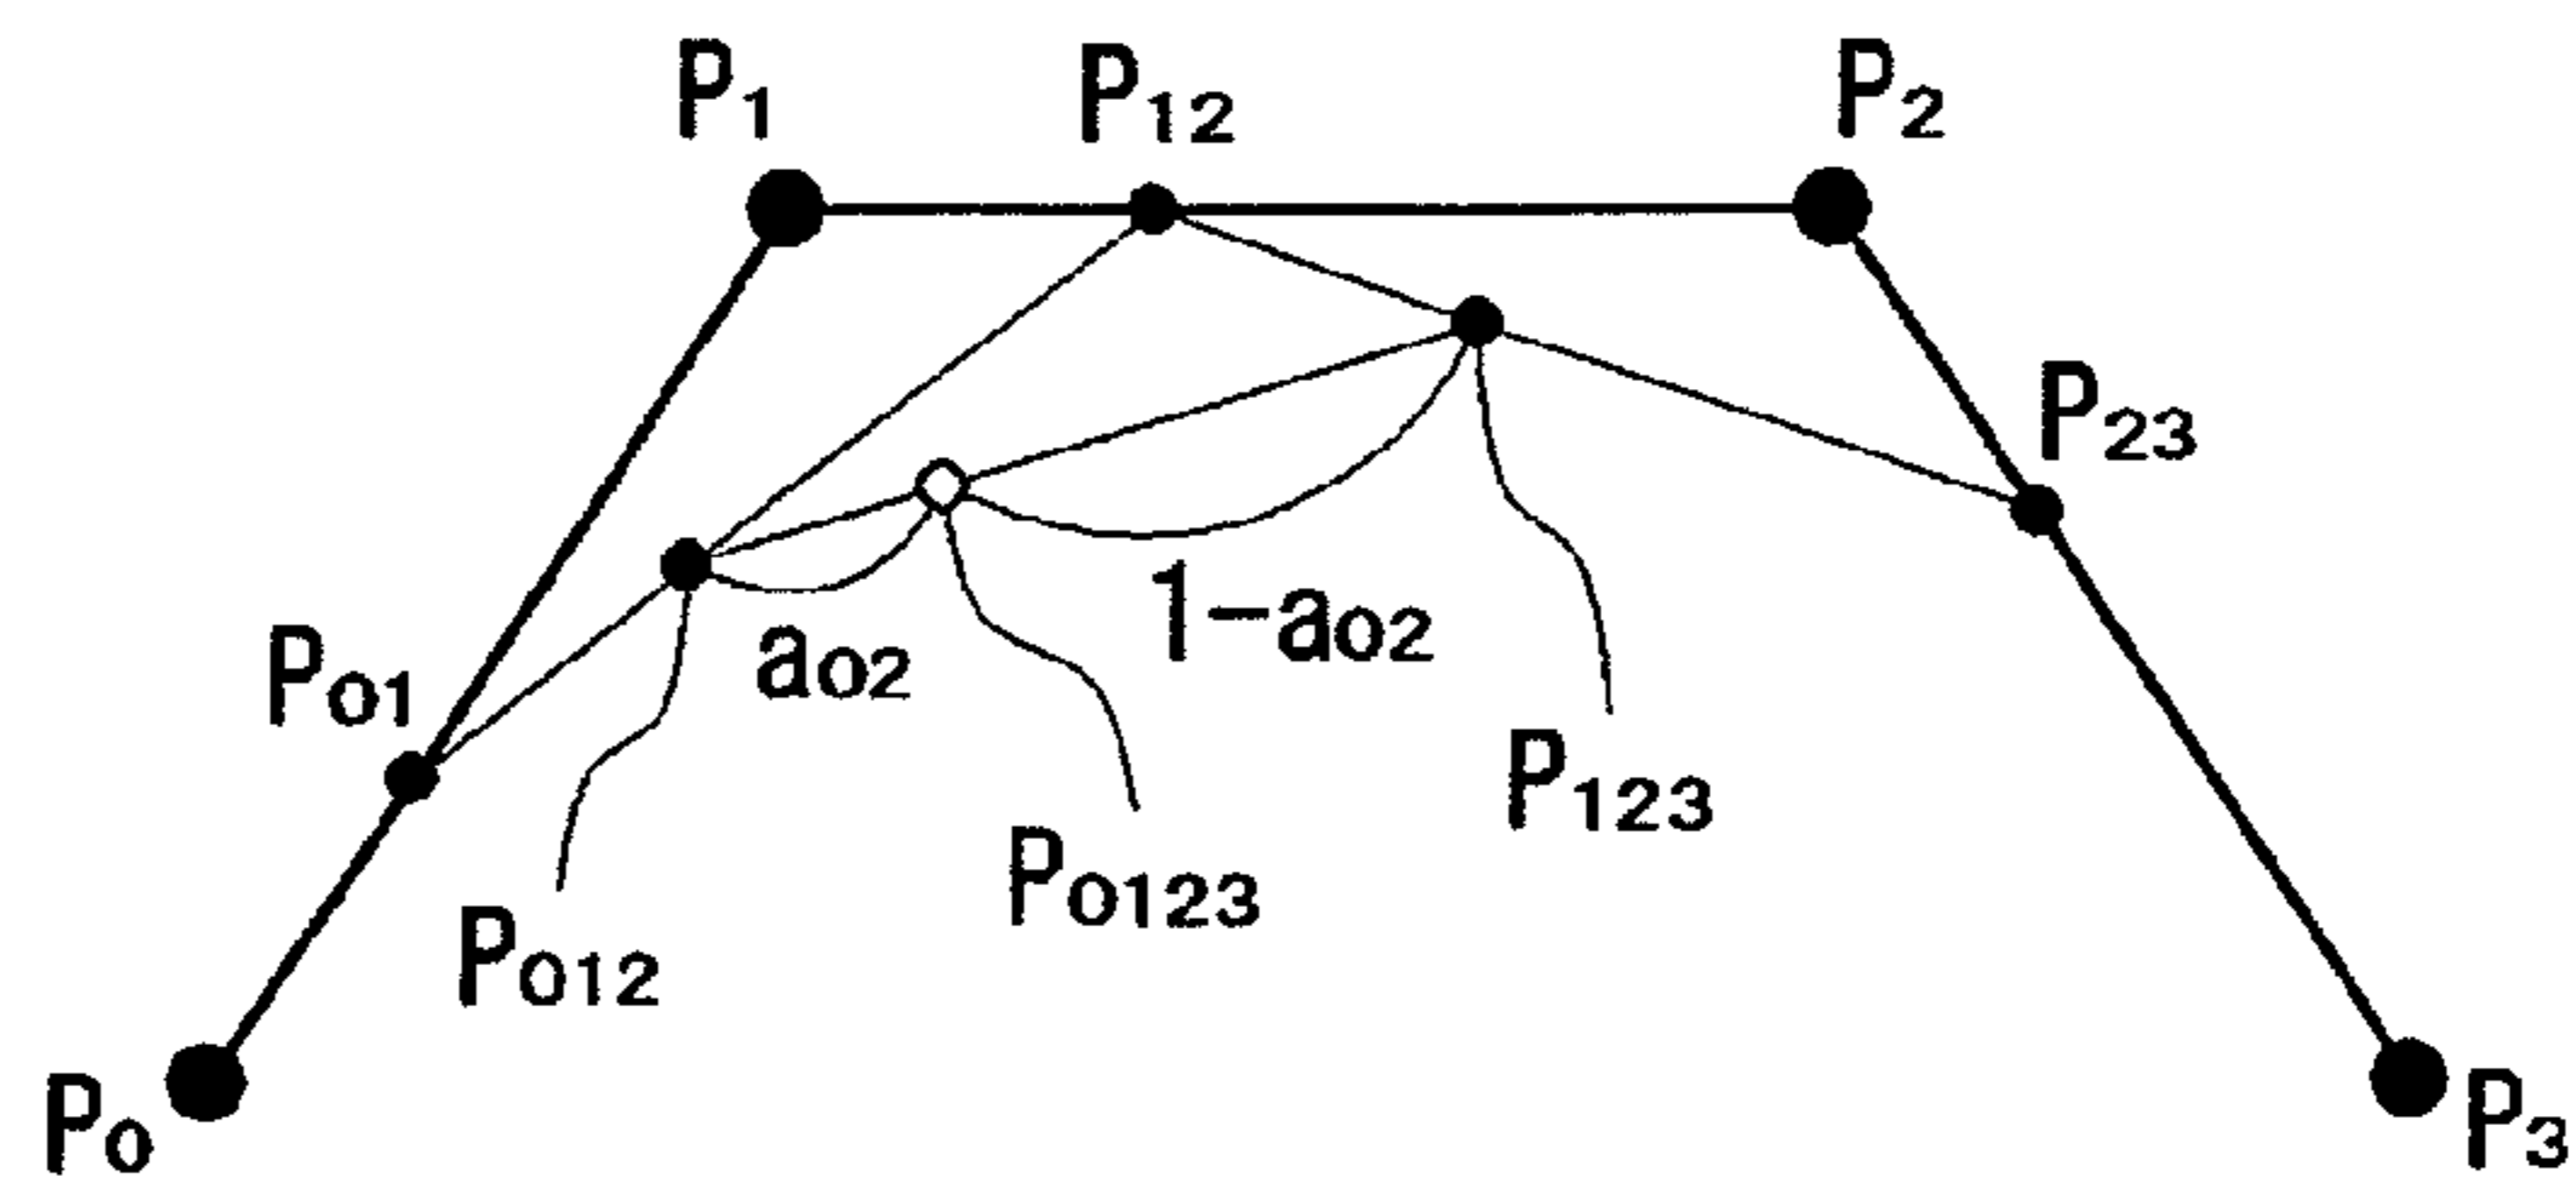 P₁ P₁₂ P₂
P₂₃
P₀₁ a₀₂ 1-a₀₂
P₁₂₃
P₀₁₂ P₀₁₂₃
P₀ P₃